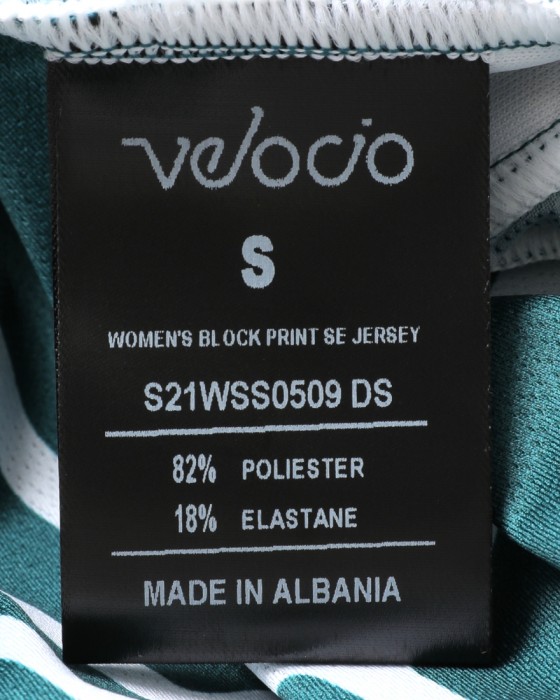 velocio
S
WOMEN'S BLOCK PRINT SE JERSEY
S21WSS0509 DS
82% POLIESTER
18% ELASTANE
MADE IN ALBANIA